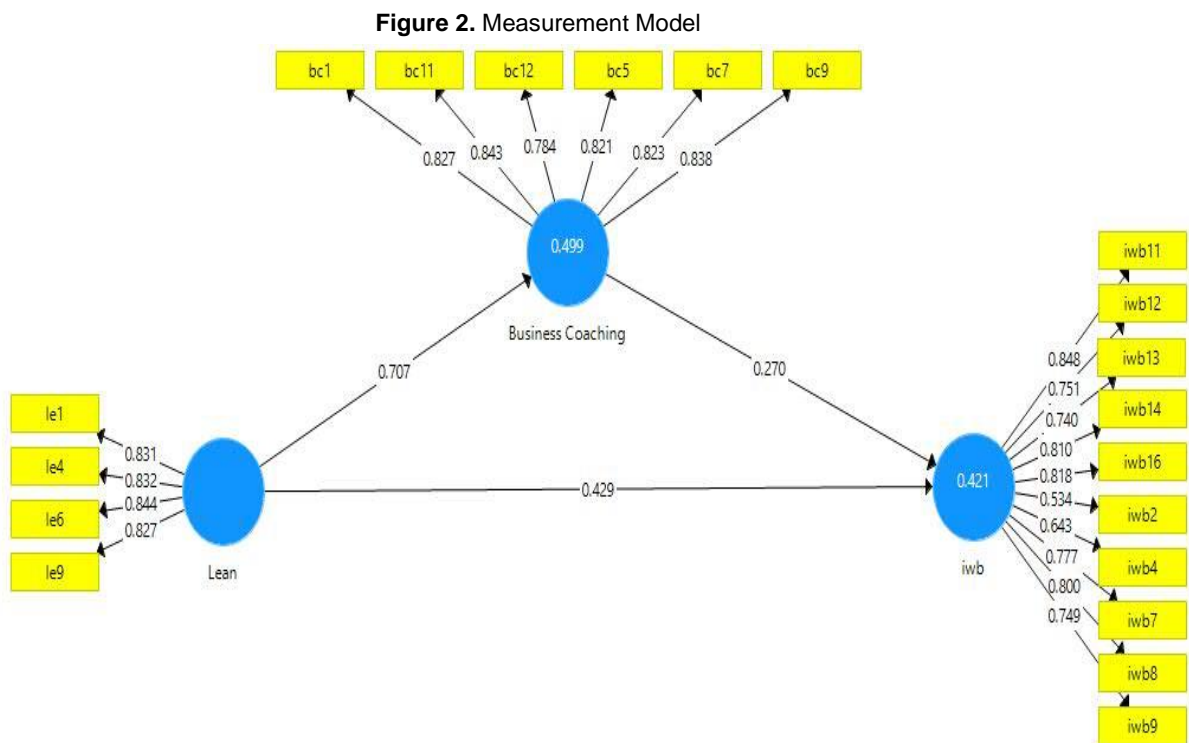 Figure 2. Measurement Model
bc1 bc11 bc12 bc5 bc7 bc9
0.827 0.843 0.784 0.821 0.823 0.838
0.499
Business Coaching
0.707
0.270
le1
le4
le6
le9
0.831
0.832
0.844
0.827
Lean
0.429
0.421
iwb
0.848
0.751
0.740
0.810
0.818
0.534
0.643
0.777
0.800
0.749
iwb11
iwb12
iwb13
iwb14
iwb16
iwb2
iwb4
iwb7
iwb8
iwb9